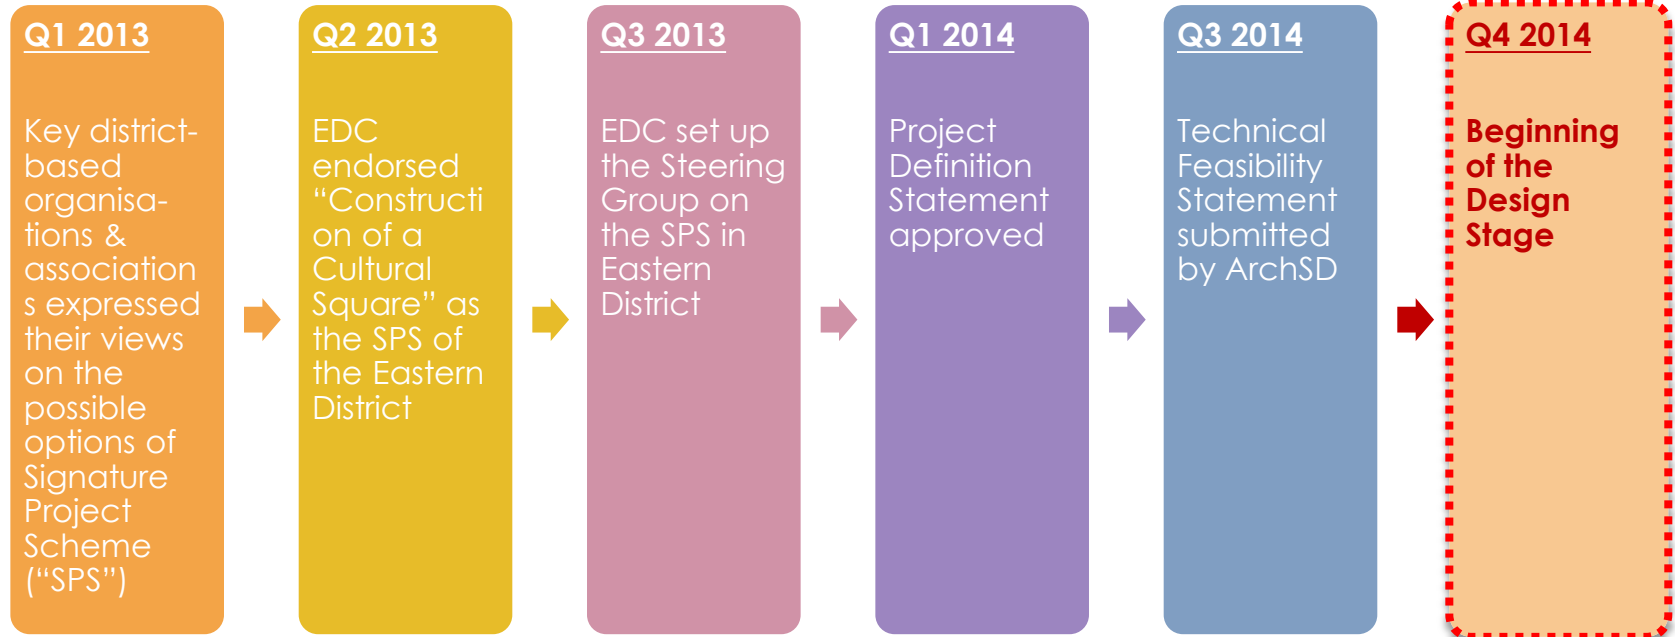 Q1 2013
Key district-
based
organisa-
tions &
association
s expressed
their views
on the
possible
options of
Signature
Project
Scheme
(“SPS”)
Q2 2013
EDC
endorsed
“Constructi
on of a
Cultural
Square” as
the SPS of
the Eastern
District
Q3 2013
EDC set up
the Steering
Group on
the SPS in
Eastern
District
Q1 2014
Project
Definition
Statement
approved
Q3 2014
Technical
Feasibility
Statement
submitted
by ArchSD
Q4 2014
Beginning
of the
Design
Stage